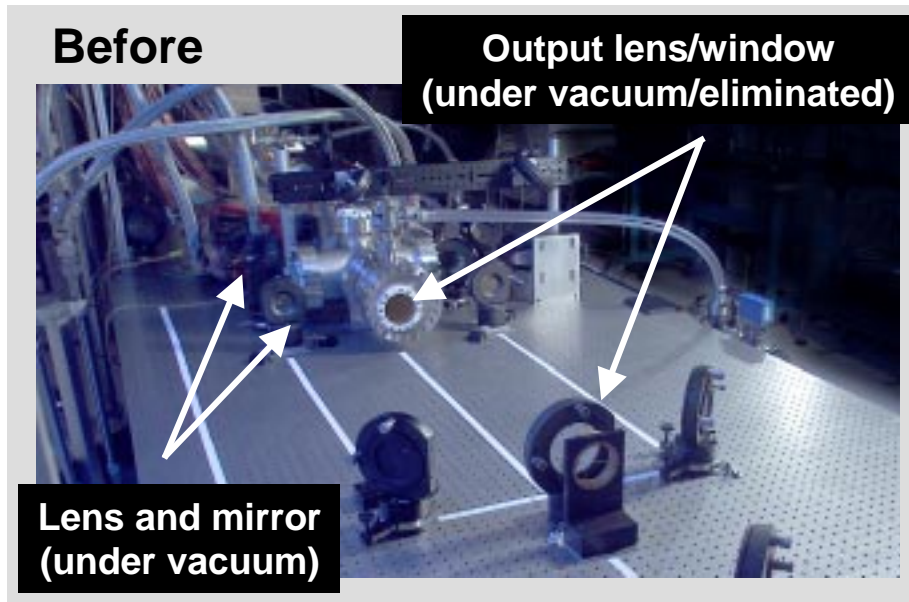 Before
Output lens/window
(under vacuum/eliminated)
Lens and mirror
(under vacuum)